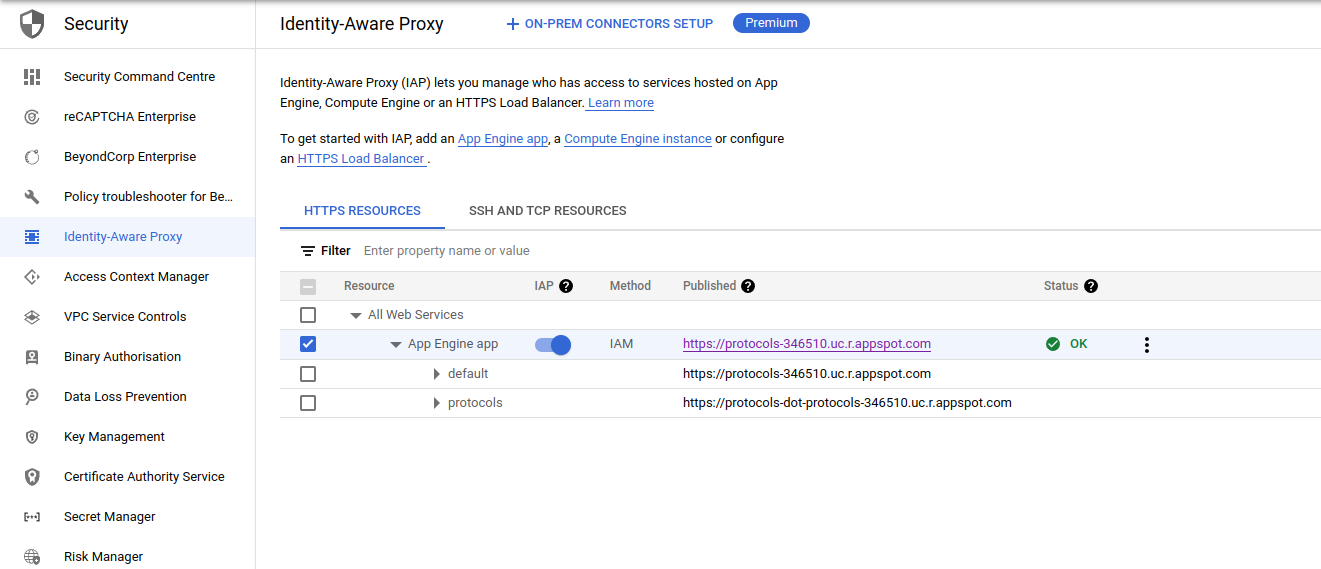 Security
Identity-Aware Proxy
ON-PREM CONNECTORS SETUP
Premium
Security Command Centre
reCAPTCHA Enterprise
BeyondCorp Enterprise
Policy troubleshooter for Be...
Identity-Aware Proxy
Access Context Manager
VPC Service Controls
Binary Authorisation
Data Loss Prevention
Key Management
Certificate Authority Service
Secret Manager
Risk Manager
Identity-Aware Proxy (IAP) lets you manage who has access to services hosted on App
Engine, Compute Engine or an HTTPS Load Balancer. Learn more
To get started with IAP, add an App Engine app, a Compute Engine instance or configure
an HTTPS Load Balancer .
HTTPS RESOURCES SSH AND TCP RESOURCES
Filter Enter property name or value
Resource IAP ? Method Published ? Status ?
All Web Services
App Engine app IAM https://protocols-346510.uc.r.appspot.com OK
default https://protocols-346510.uc.r.appspot.com
protocols https://protocols-dot-protocols-346510.uc.r.appspot.com